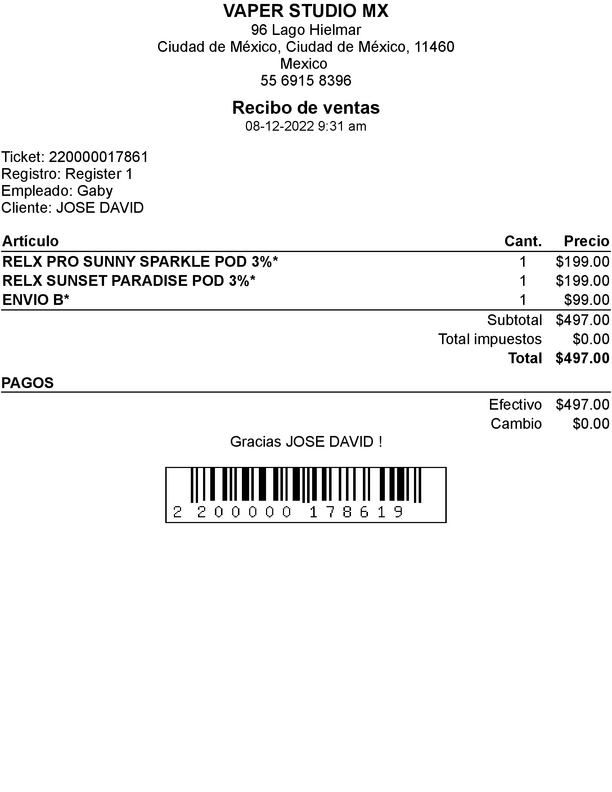 VAPER STUDIO MX
96 Lago Hielmar
Ciudad de México, Ciudad de México, 11460
Mexico
55 6915 8396
Recibo de ventas
08-12-2022 9:31 am
Ticket: 220000017861
Registro: Register 1
Empleado: Gaby
Cliente: JOSE DAVID
Artículo Cant. Precio
RELX PRO SUNNY SPARKLE POD 3%* 1 $199.00
RELX SUNSET PARADISE POD 3%* 1 $199.00
ENVIO B* 1 $99.00
Subtotal $497.00
Total impuestos $0.00
Total $497.00
PAGOS
Efectivo $497.00
Cambio $0.00
Gracias JOSE DAVID !
2 200000 178619